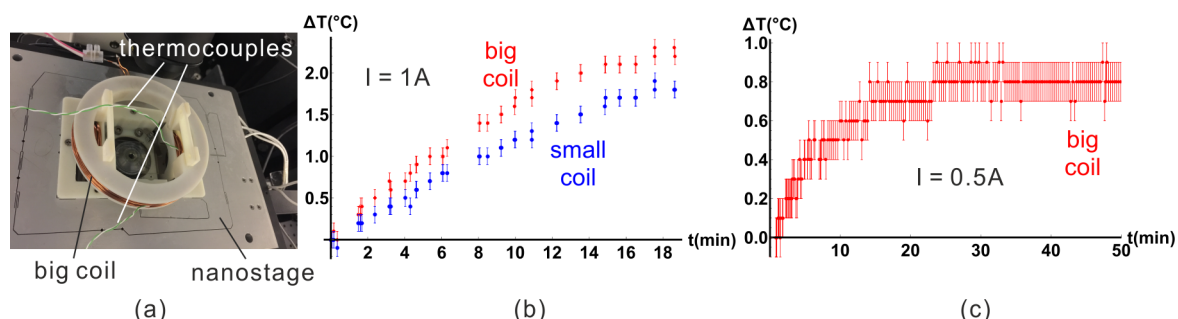 thermocouples
big coil
nanostage
(a)
ΔT(°C)
2.0
1.5
1.0
0.5
2 4 6 8 10 12 14 16 18
t(min)
I = 1A
big
coil
small
coil
(b)
ΔT(°C)
1.0
0.8
0.6
0.4
0.2
0.0
0 10 20 30 40 50
t(min)
I = 0.5A
big
coil
(c)